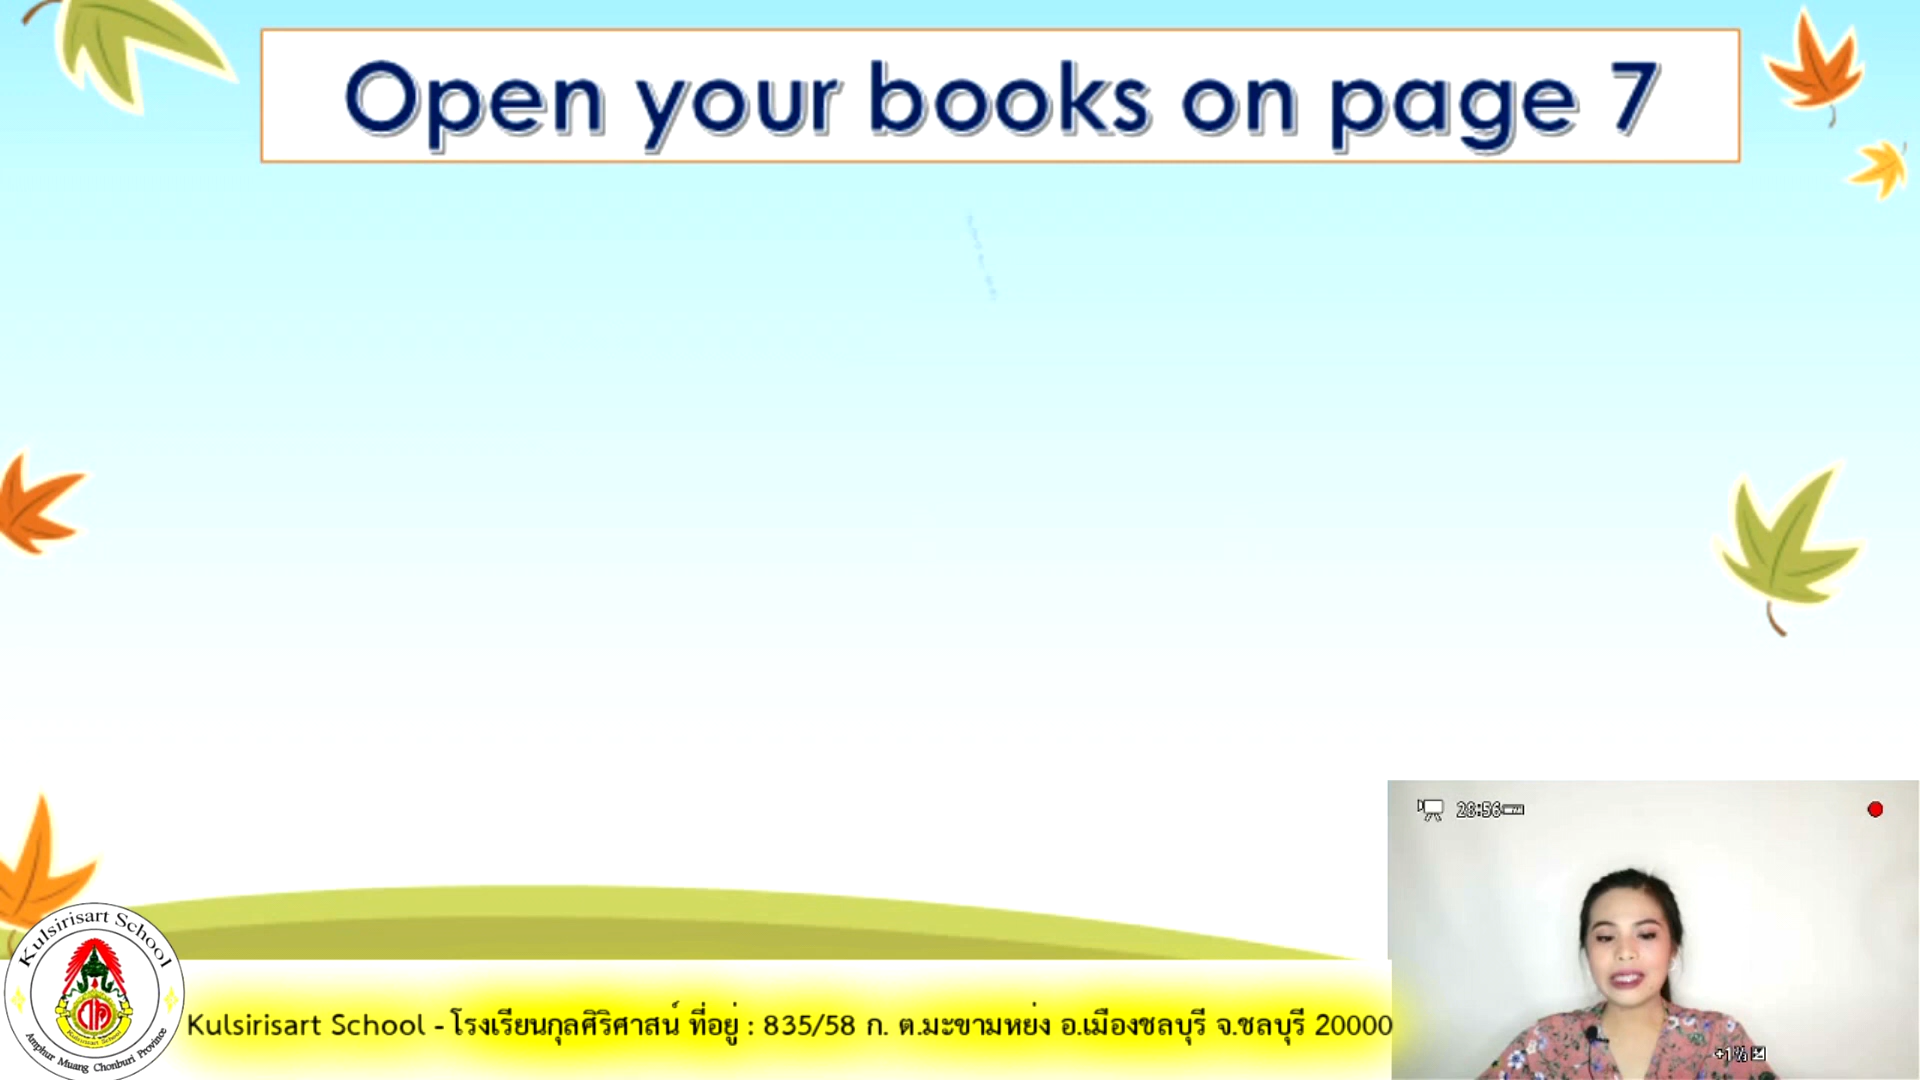 Open your books on page 7
28:56
Kulsirisart School
Amphur Muang Chonburi Province
Kulsirisart School - โรงเรียนกุลศิริศาสน์ ที่อยู่ : 835/58 ก. ต.มะขามหย่ง อ.เมืองชลบุรี จ.ชลบุรี 20000